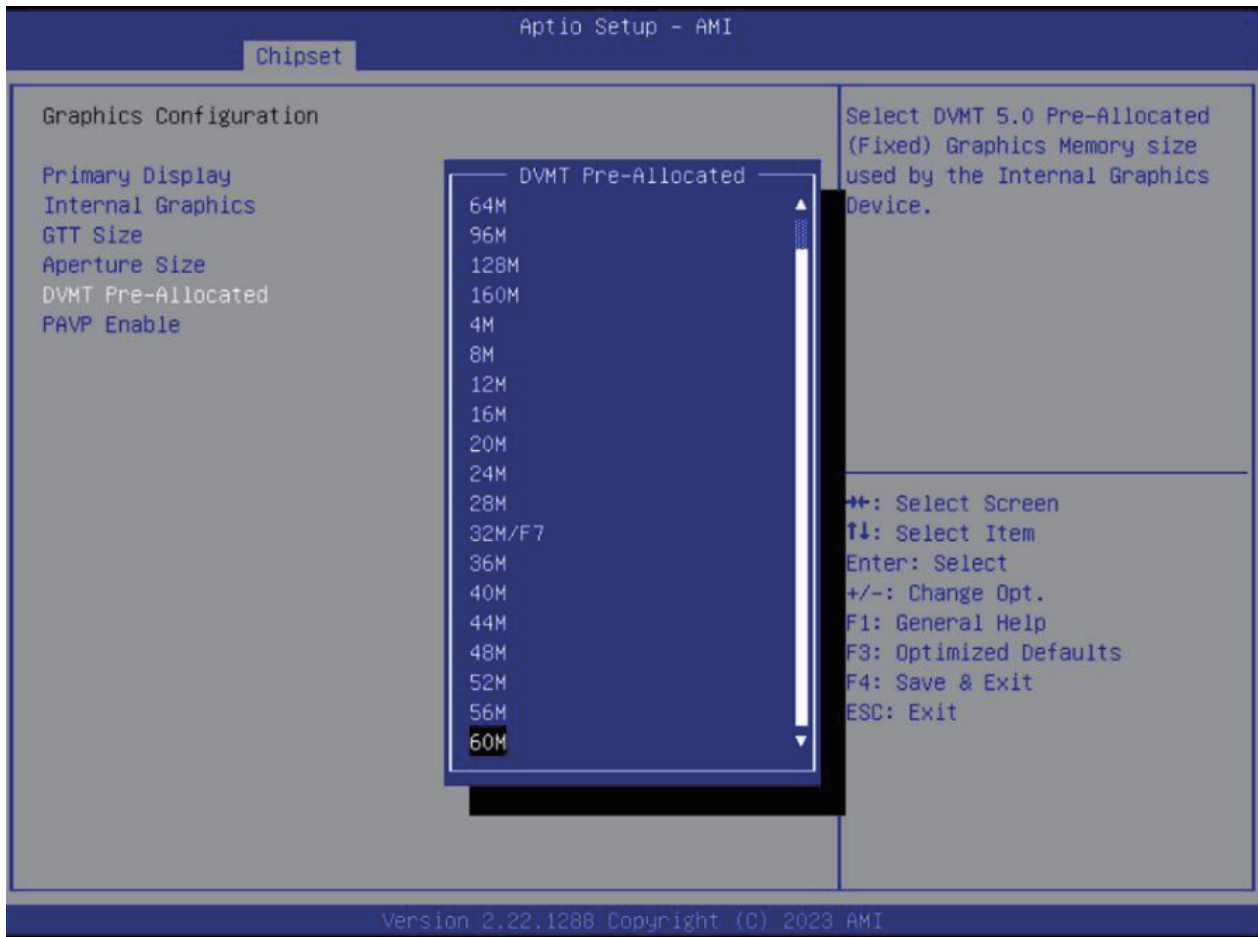 Aptio Setup – AMI
Chipset
Graphics Configuration
Primary Display
Internal Graphics
GTT Size
Aperture Size
DVMT Pre-Allocated
PAVP Enable
DVMT Pre-Allocated
64M
96M
128M
160M
4M
8M
12M
16M
20M
24M
28M
32M/F7
36M
40M
44M
48M
52M
56M
60M
Select DVMT 5.0 Pre-Allocated
(Fixed) Graphics Memory size
used by the Internal Graphics
Device.
→←: Select Screen
↑↓: Select Item
Enter: Select
+/-: Change Opt.
F1: General Help
F3: Optimized Defaults
F4: Save & Exit
ESC: Exit
Version 2.22.1288 Copyright (C) 2023 AMI